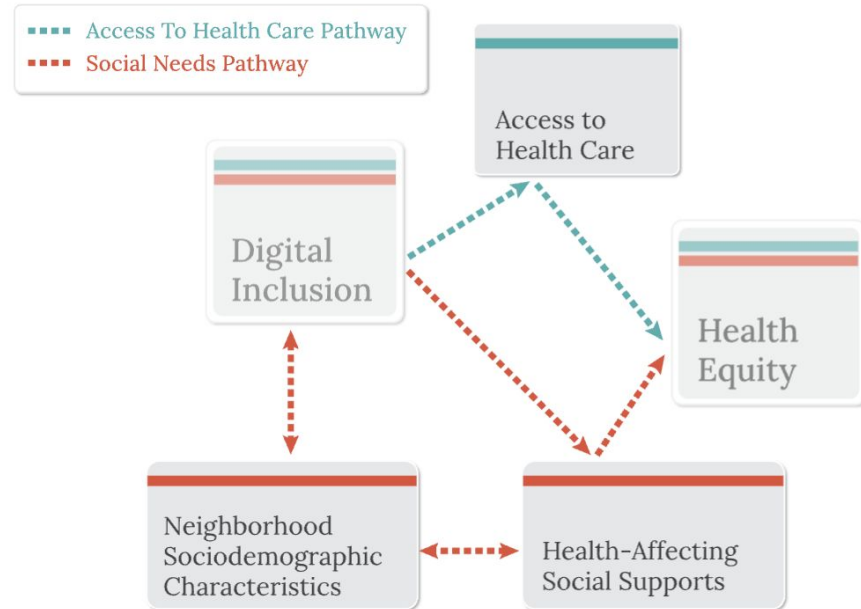 Access To Health Care Pathway
Social Needs Pathway
Access to
Health Care
Digital
Inclusion
Health
Equity
Neighborhood
Sociodemographic
Characteristics
Health-Affecting
Social Supports